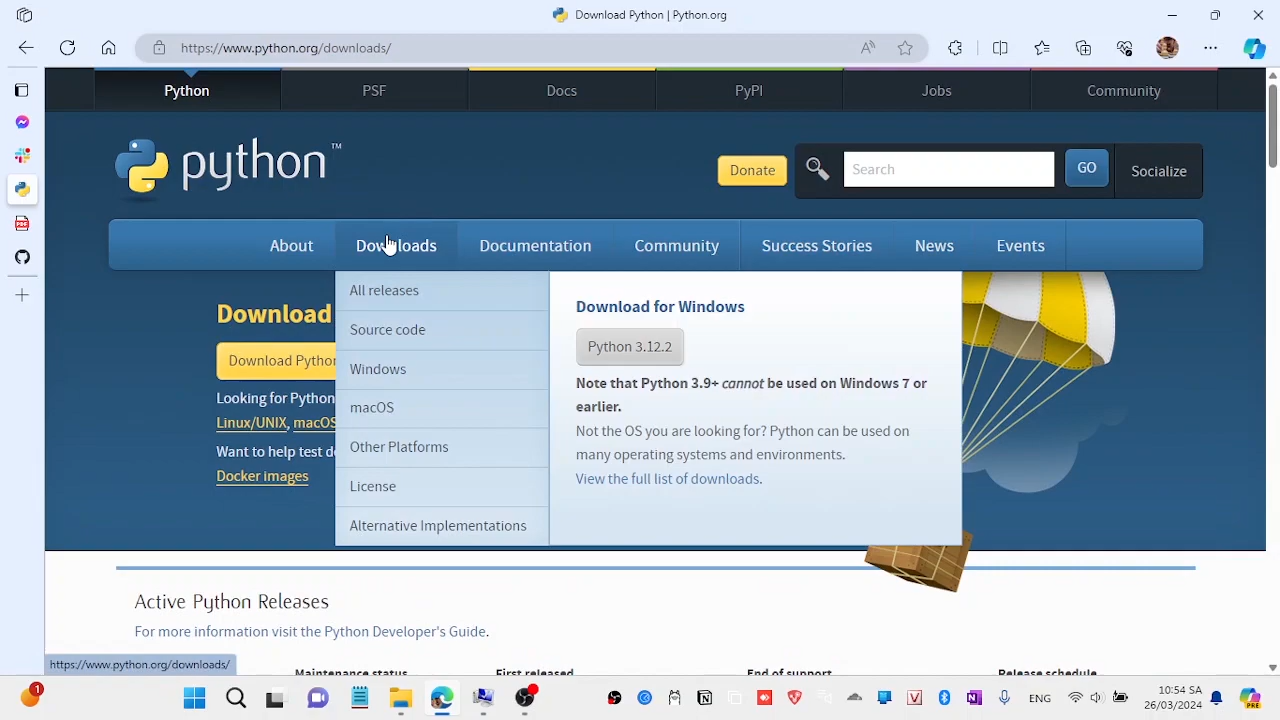 Download Python | Python.org
https://www.python.org/downloads/
Python
PSF
Docs
PyPI
Jobs
Community
python™
Donate
Search
GO
Socialize
About
Downloads
Documentation
Community
Success Stories
News
Events
Download
Download Python
Looking for Python
Linux/UNIX, macOS
Want to help test de
Docker images
All releases
Source code
Windows
macOS
Other Platforms
License
Alternative Implementations
Download for Windows
Python 3.12.2
Note that Python 3.9+ cannot be used on Windows 7 or
earlier.
Not the OS you are looking for? Python can be used on
many operating systems and environments.
View the full list of downloads.
Active Python Releases
For more information visit the Python Developer's Guide.
Maintenance status
First released
End of support
Release schedule
https://www.python.org/downloads/
1
ENG
10:54 SA
26/03/2024
PRE